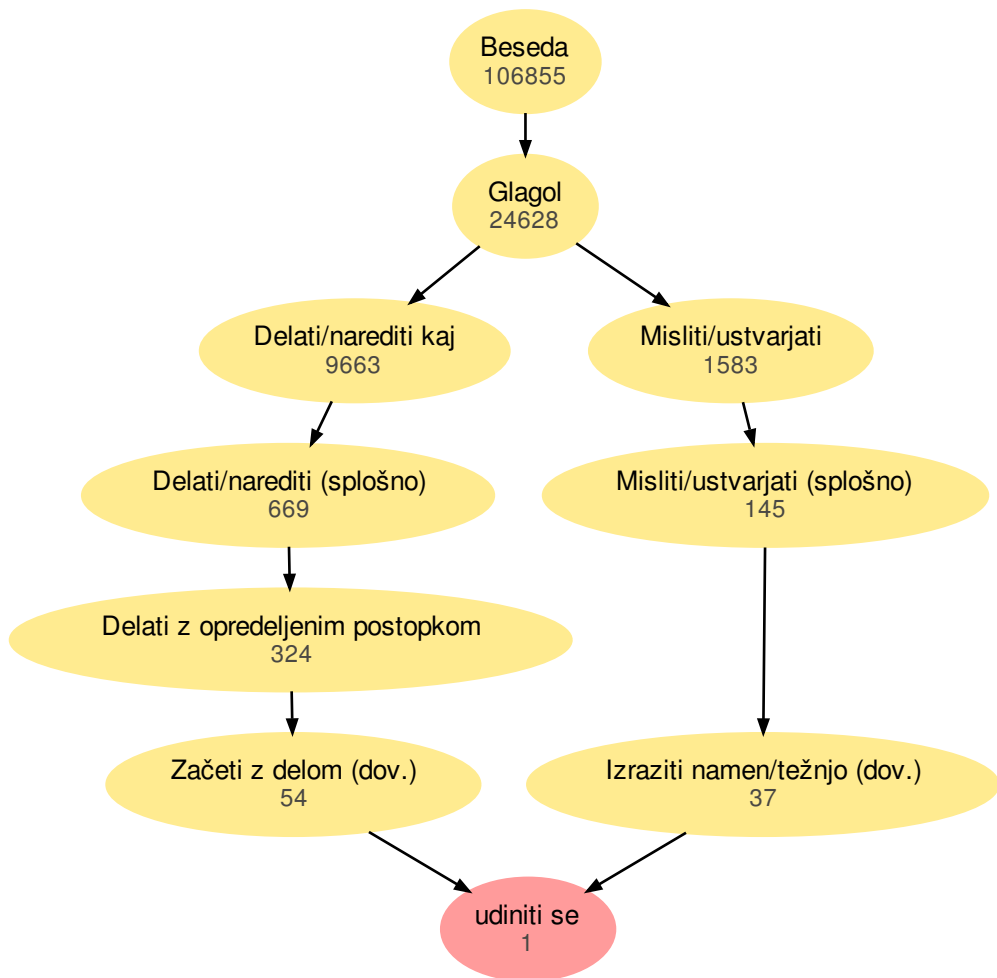 Beseda
106855
Glagol
24628
Delati/narediti kaj
9663
Misliti/ustvarjati
1583
Delati/narediti (splošno)
669
Misliti/ustvarjati (splošno)
145
Delati z opredeljenim postopkom
324
Začeti z delom (dov.)
54
Izraziti namen/težnjo (dov.)
37
udiniti se
1